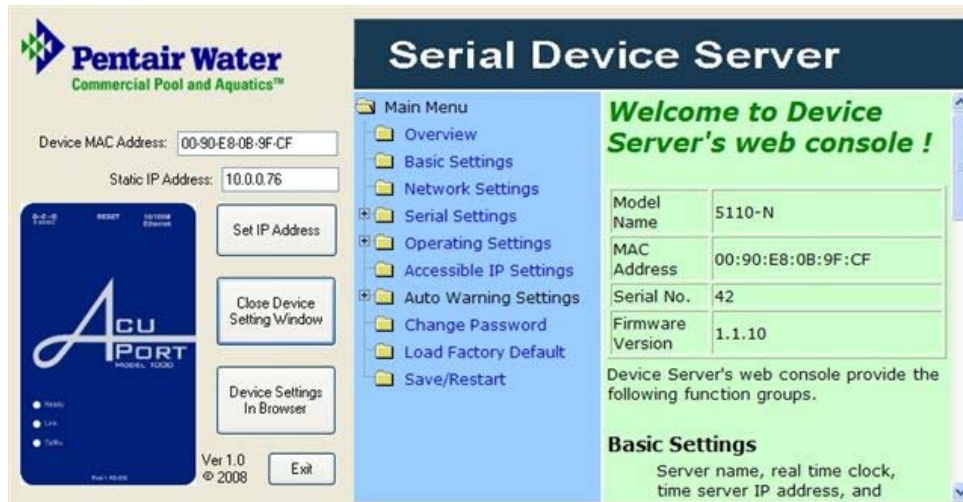 Pentair Water
Commercial Pool and Aquatics™
Device MAC Address: 00-90-E8-0B-9F-CF
Static IP Address: 10.0.0.76
RESET
10/100M
Ethernet
ACU
PORT
MODEL 1000
Ready
Link
Set IP Address
Close Device
Setting Window
Device Settings
In Browser
Ver 1.0
© 2008
Exit
Serial Device Server
Main Menu
Overview
Basic Settings
Network Settings
Serial Settings
Operating Settings
Accessible IP Settings
Auto Warning Settings
Change Password
Load Factory Default
Save/Restart
Welcome to Device
Server's web console !
Model
Name
5110-N
MAC
Address
00:90:E8:0B:9F:CF
Serial No. 42
Firmware
Version
1.1.10
Device Server's web console provide the
following function groups.
Basic Settings
Server name, real time clock,
time server IP address, and